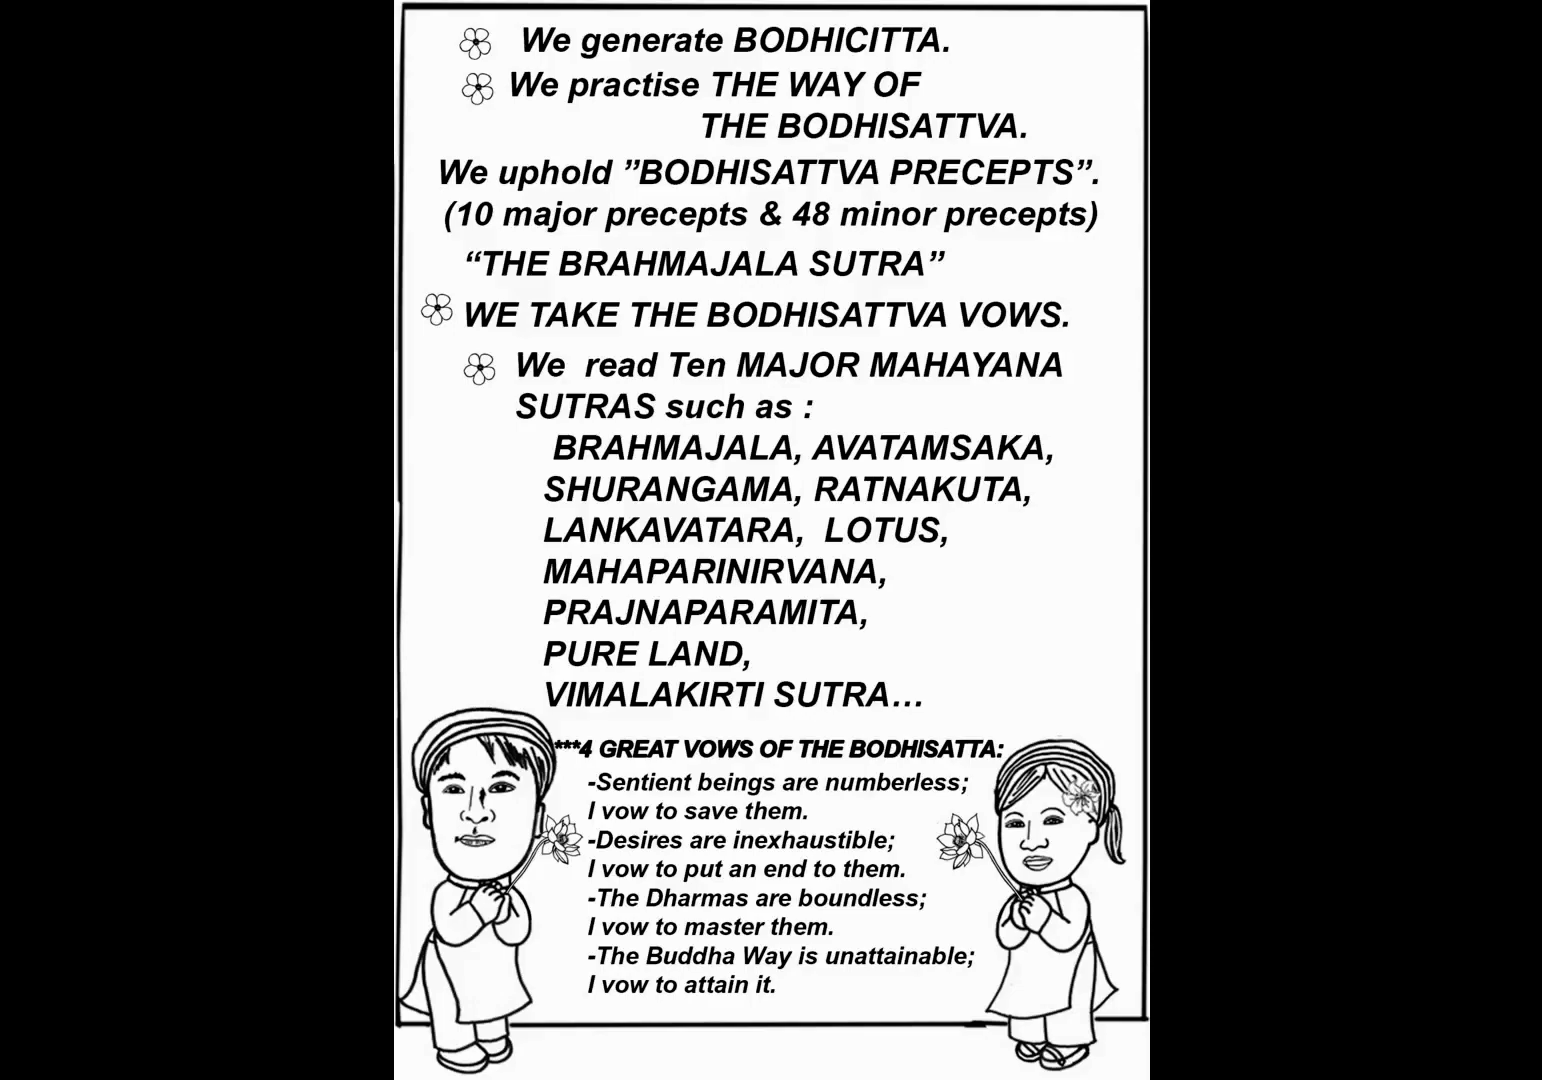 We generate BODHICITTA.
We practise THE WAY OF
THE BODHISATTVA.
We uphold ”BODHISATTVA PRECEPTS”.
(10 major precepts & 48 minor precepts)
“THE BRAHMAJALA SUTRA”
WE TAKE THE BODHISATTVA VOWS.
We read Ten MAJOR MAHAYANA
SUTRAS such as :
BRAHMAJALA, AVATAMSAKA,
SHURANGAMA, RATNAKUTA,
LANKAVATARA, LOTUS,
MAHAPARINIRVANA,
PRAJNAPARAMITA,
PURE LAND,
VIMALAKIRTI SUTRA...
***4 GREAT VOWS OF THE BODHISATTA:
-Sentient beings are numberless;
I vow to save them.
-Desires are inexhaustible;
I vow to put an end to them.
-The Dharmas are boundless;
I vow to master them.
-The Buddha Way is unattainable;
I vow to attain it.